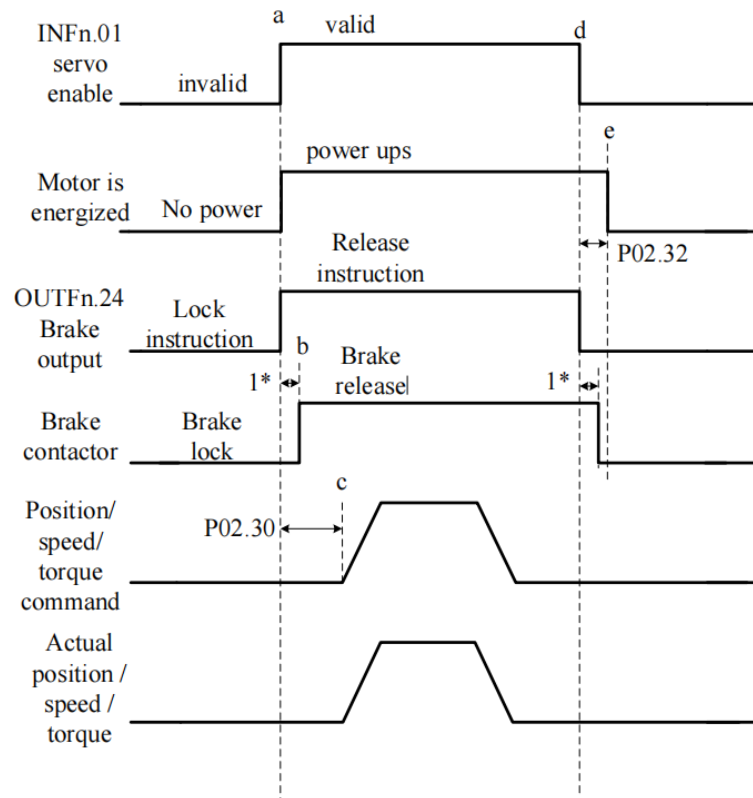 a
INFn.01
servo
enable
invalid
valid
d
e
Motor is
energized
No power
power ups
P02.32
OUTFn.24
Brake
output
Lock
instruction
Release
instruction
b
1*
1*
Brake
contactor
Brake
lock
Brake
release
c
Position/
speed/
torque
command
P02.30
Actual
position /
speed /
torque